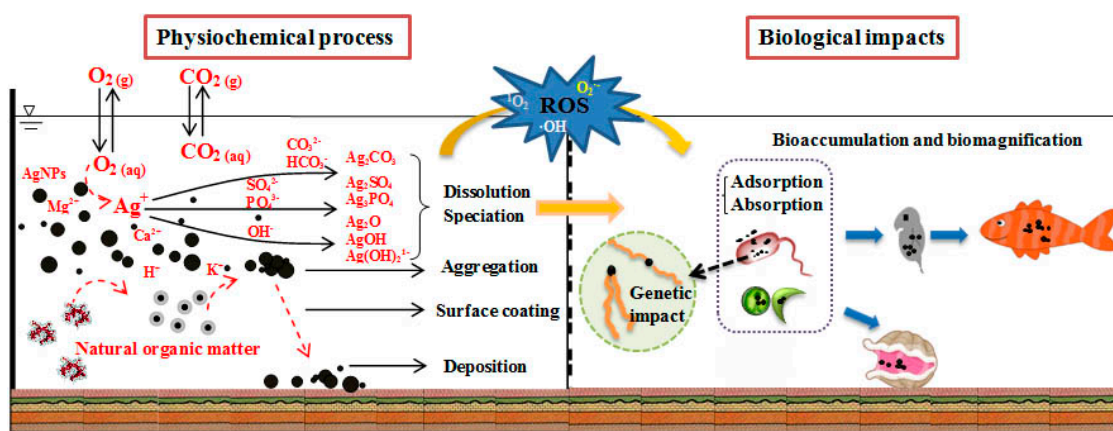 Physiochemical process
Biological impacts
O₂ (g)
CO₂ (g)
O₂ (aq)
CO₂ (aq)
AgNPs
Mg²⁺
Ag⁺
Ca²⁺
H⁺
K⁺
CO₃²⁻
HCO₃⁻
SO₄²⁻
PO₄³⁻
OH⁻
Ag₂CO₃
Ag₂SO₄
Ag₃PO₄
Ag₂O
AgOH
Ag(OH)₂¹⁻
Dissolution
Speciation
Aggregation
Surface coating
Deposition
Natural organic matter
¹O₂
O₂·⁻
ROS
·OH
Bioaccumulation and biomagnification
Adsorption
Absorption
Genetic
impact